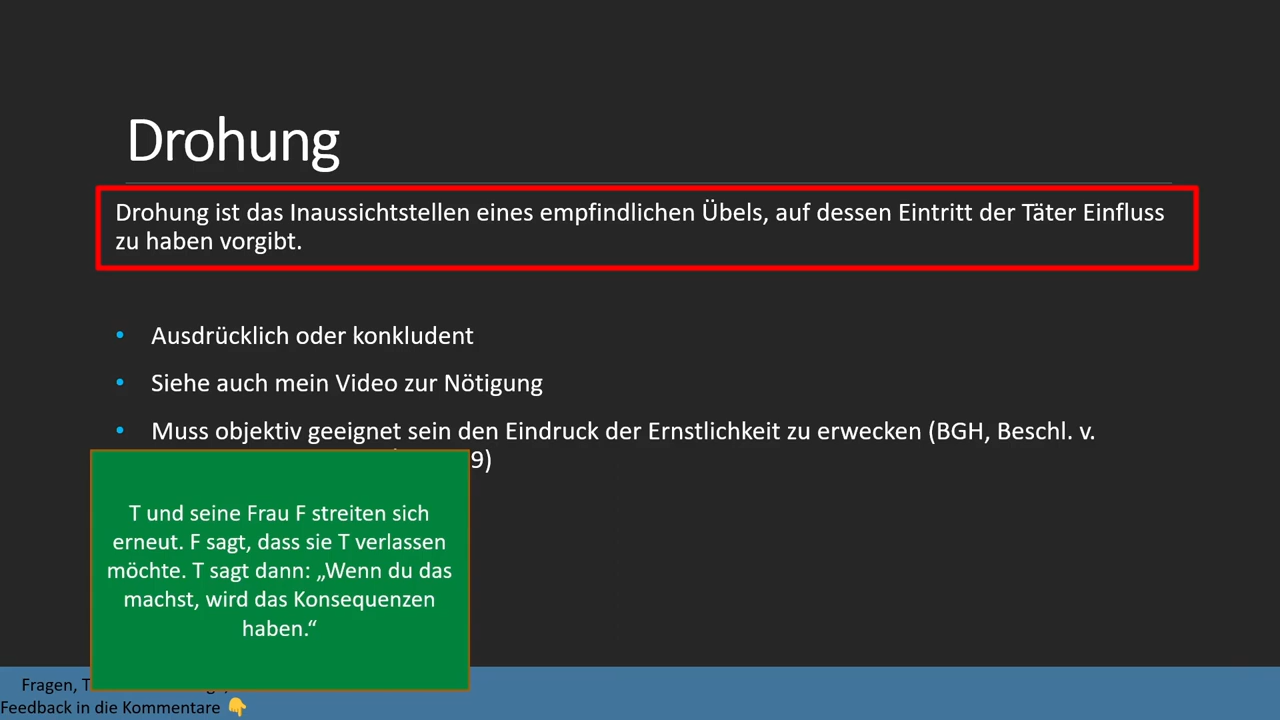 Drohung
Drohung ist das Inaussichtstellen eines empfindlichen Übels, auf dessen Eintritt der Täter Einfluss
zu haben vorgibt.
• Ausdrücklich oder konkludent
• Siehe auch mein Video zur Nötigung
• Muss objektiv geeignet sein den Eindruck der Ernstlichkeit zu erwecken (BGH, Beschl. v.
9)
T und seine Frau F streiten sich
erneut. F sagt, dass sie T verlassen
möchte. T sagt dann: „Wenn du das
machst, wird das Konsequenzen
haben.“
Fragen,
Feedback in die Kommentare 👇